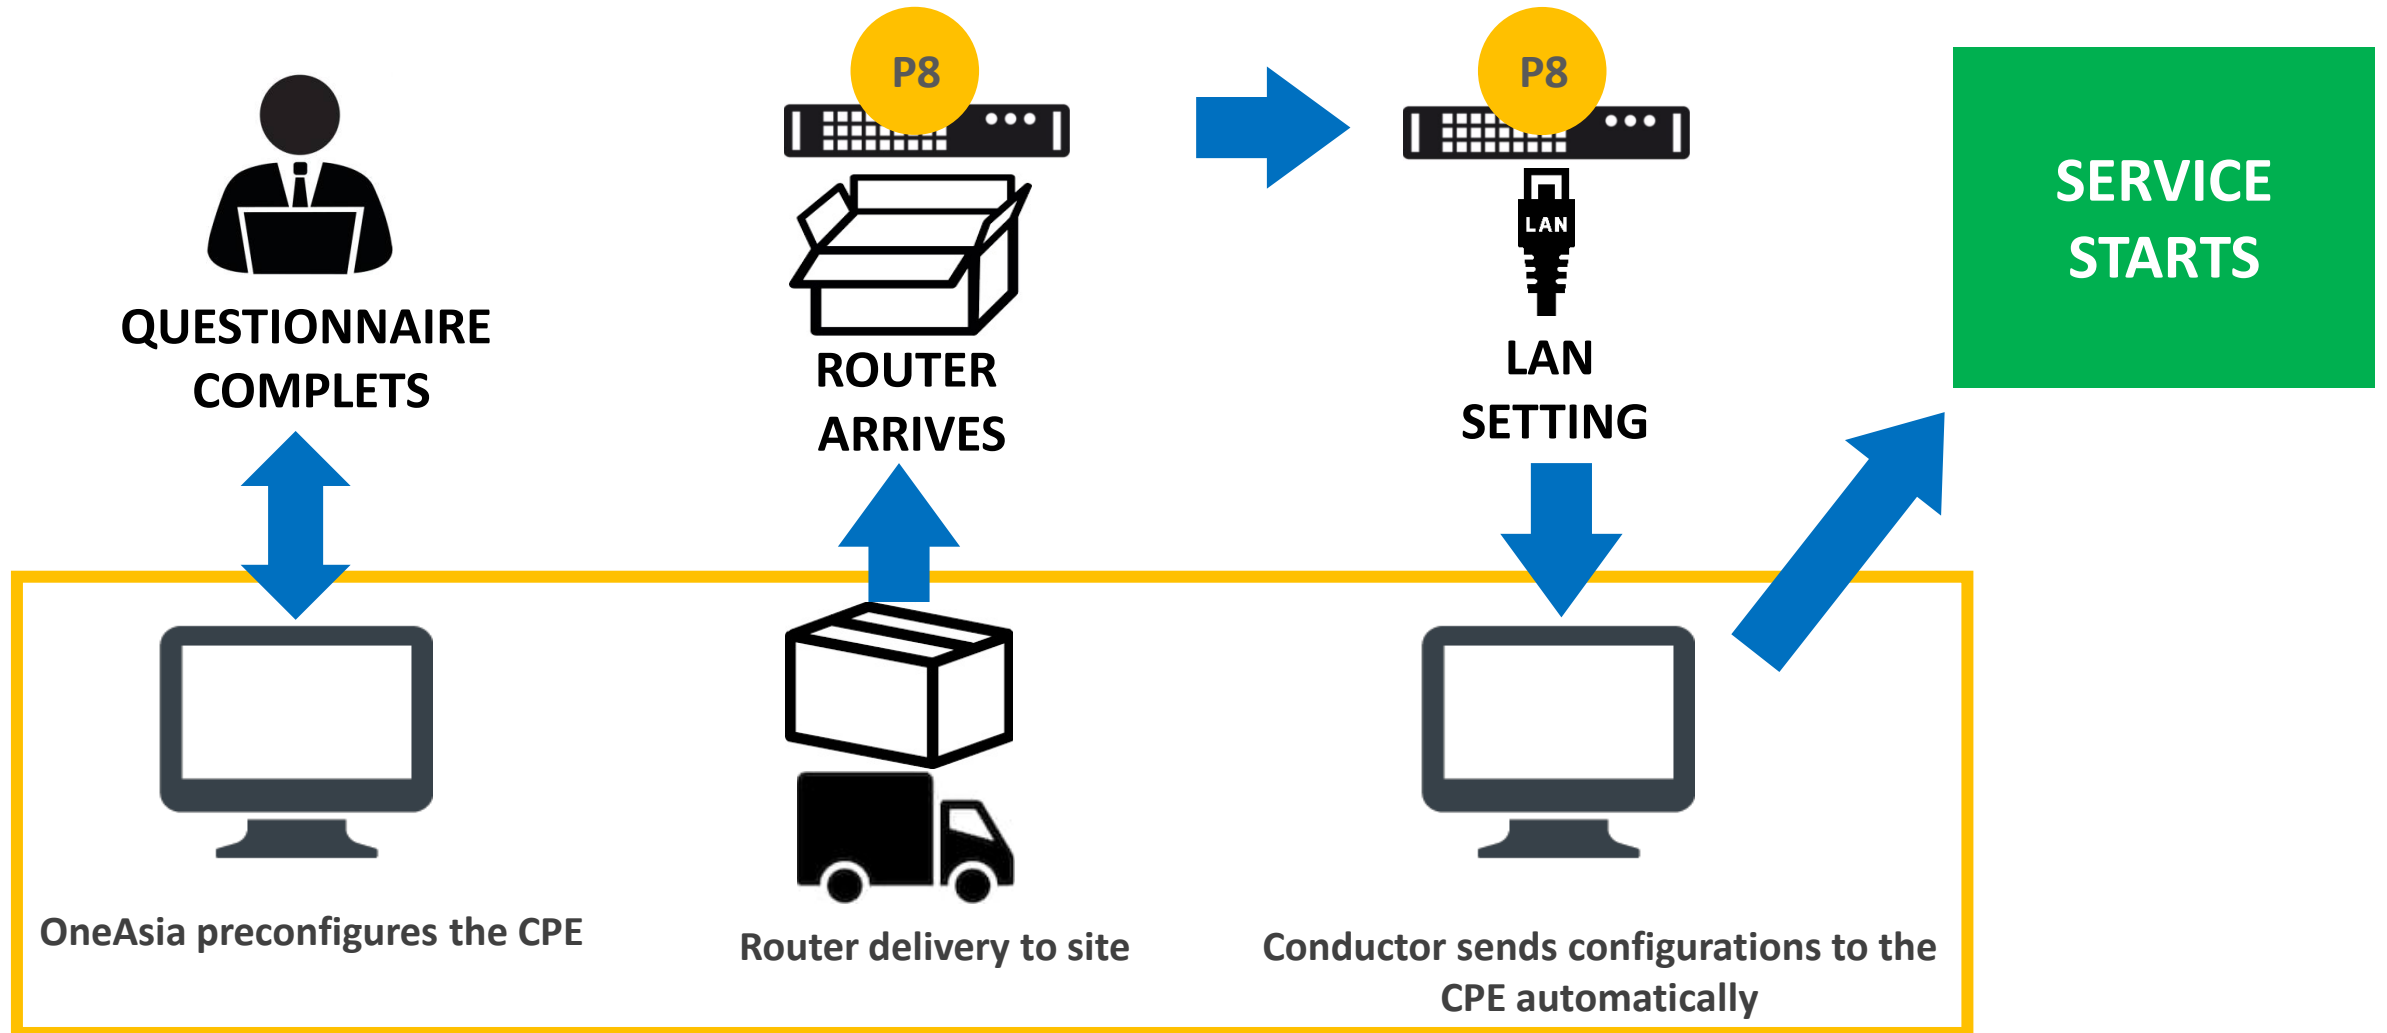 P8
P8
LAN
SERVICE
STARTS
QUESTIONNAIRE
COMPLETS
ROUTER
ARRIVES
LAN
SETTING
OneAsia preconfigures the CPE
Router delivery to site
Conductor sends configurations to the
CPE automatically